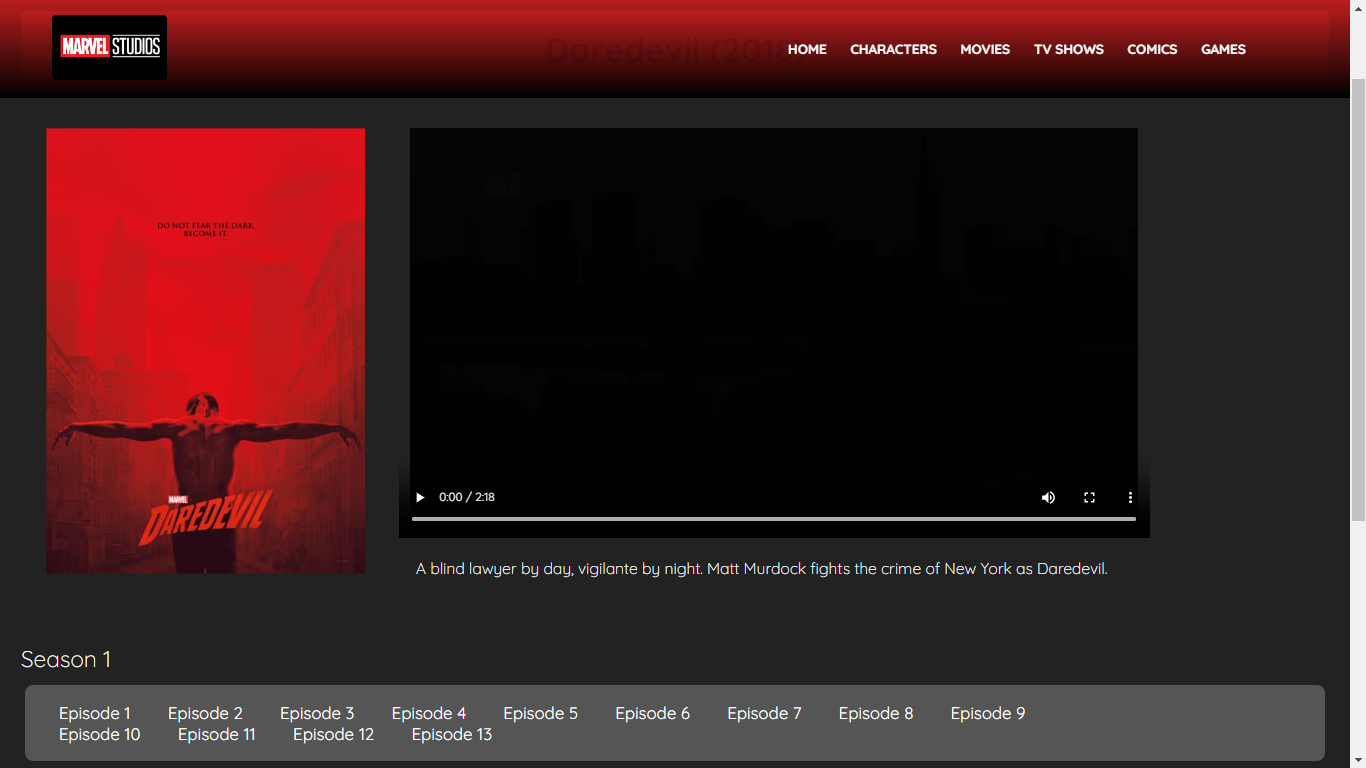 MARVEL STUDIOS
Daredevil (2018)
HOME CHARACTERS MOVIES TV SHOWS COMICS GAMES
DO NOT FEAR THE DARK,
BECOME IT.
MARVEL
DAREDEVIL
0:00 / 2:18
A blind lawyer by day, vigilante by night. Matt Murdock fights the crime of New York as Daredevil.
Season 1
Episode 1 Episode 2 Episode 3 Episode 4 Episode 5 Episode 6 Episode 7 Episode 8 Episode 9
Episode 10 Episode 11 Episode 12 Episode 13